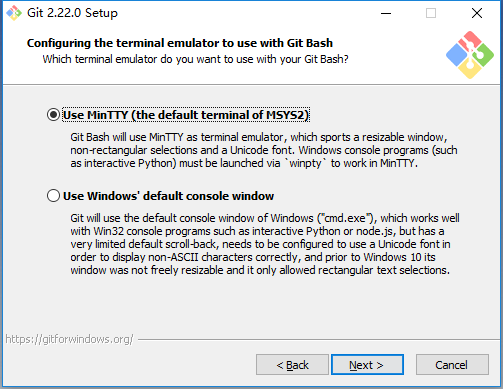 Git 2.22.0 Setup
Configuring the terminal emulator to use with Git Bash
Which terminal emulator do you want to use with your Git Bash?
Use MinTTY (the default terminal of MSYS2)
Git Bash will use MinTTY as terminal emulator, which sports a resizable window,
non-rectangular selections and a Unicode font. Windows console programs (such
as interactive Python) must be launched via `winpty` to work in MinTTY.
Use Windows' default console window
Git will use the default console window of Windows ("cmd.exe"), which works well
with Win32 console programs such as interactive Python or node.js, but has a
very limited default scroll-back, needs to be configured to use a Unicode font in
order to display non-ASCII characters correctly, and prior to Windows 10 its
window was not freely resizable and it only allowed rectangular text selections.
https://gitforwindows.org/
< Back
Next >
Cancel